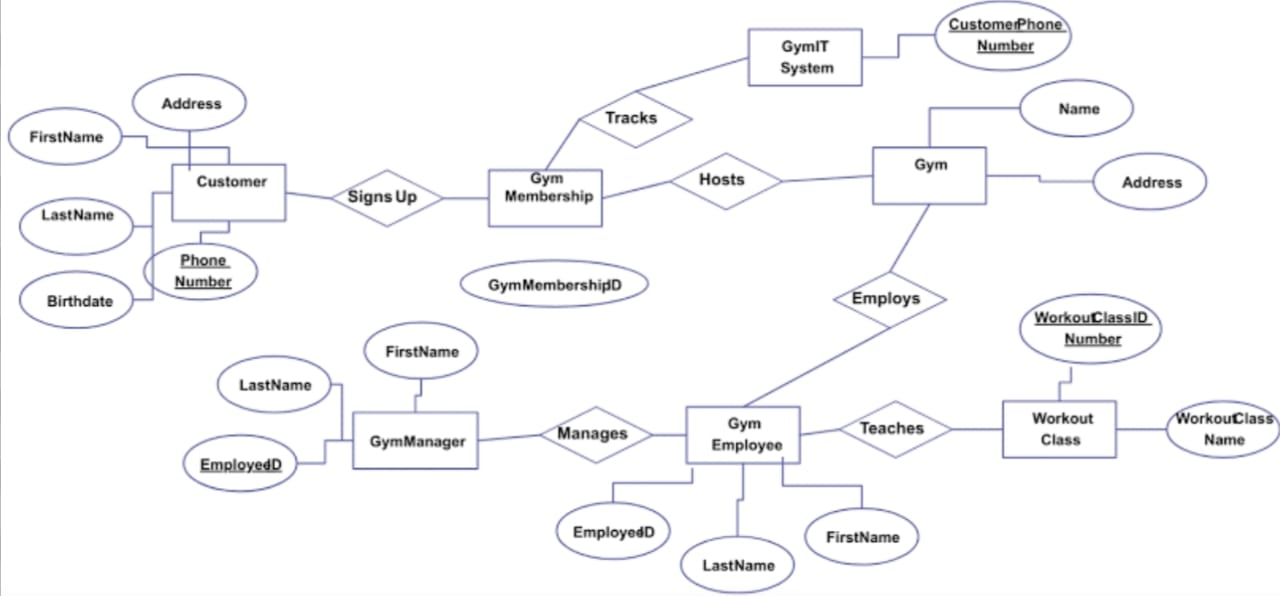 CustomerPhone
Number
GymIT
System
Address
Name
FirstName
Tracks
Gym
Customer
Gym
Membership
Hosts
Address
Signs Up
LastName
Phone
Number
GymMembershipID
Birthdate
Employs
WorkoutClassID
Number
FirstName
LastName
GymManager
Manages
Gym
Employee
Teaches
Workout
Class
WorkoutClass
Name
EmployeeID
EmployeeID
LastName
FirstName